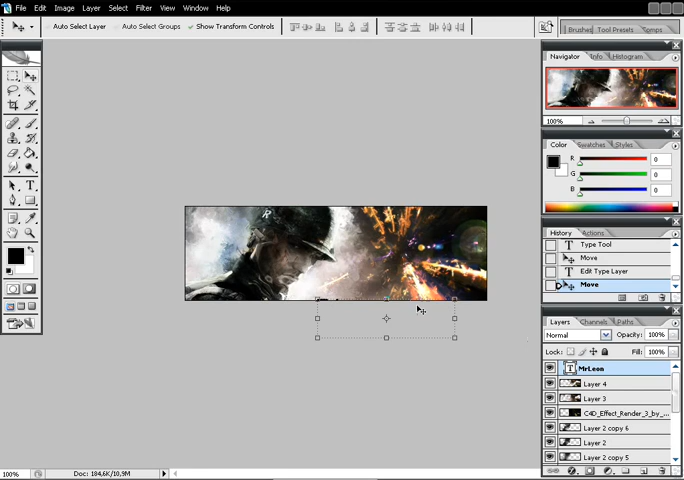 File Edit Image Layer Select Filter View Window Help
Auto Select Layer Auto Select Groups Show Transform Controls
Brushes Tool Presets Comps
Navigator Info Histogram
100%
Color Swatches Styles
R 0
G 0
B 0
History Actions
Type Tool
Move
Edit Type Layer
Move
Layers Channels Paths
Normal Opacity: 100%
Lock: Fill: 100%
MrLeon
Layer 4
Layer 3
C4D_Effect_Render_3_by_...
Layer 2 copy 6
Layer 2
Layer 2 copy 5
100% Doc: 184,6K/10,9M